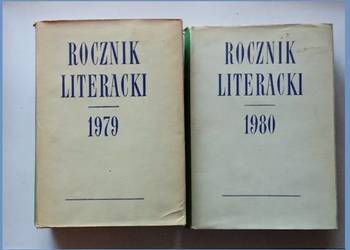 ROCZNIK
LITERACKI
1979
ROCZNIK
LITERACKI
1980